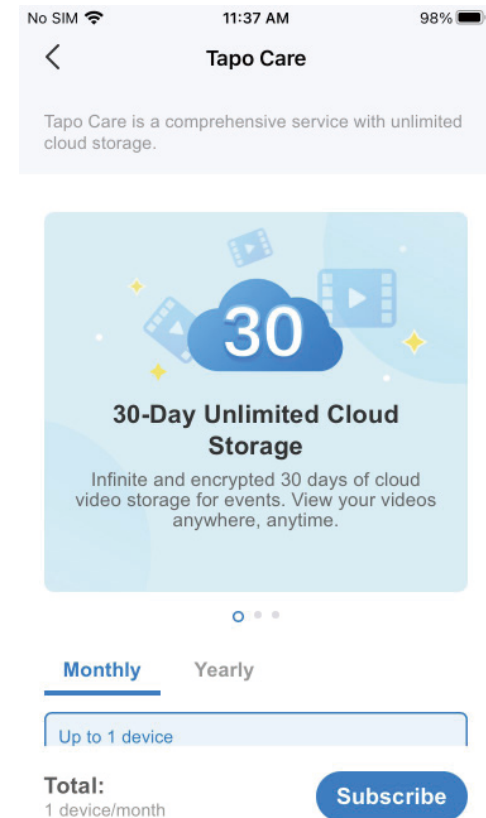 No SIM 11:37 AM 98%
Tapo Care
Tapo Care is a comprehensive service with unlimited
cloud storage.
30
30-Day Unlimited Cloud
Storage
Infinite and encrypted 30 days of cloud
video storage for events. View your videos
anywhere, anytime.
Monthly Yearly
Up to 1 device
Total:
1 device/month
Subscribe